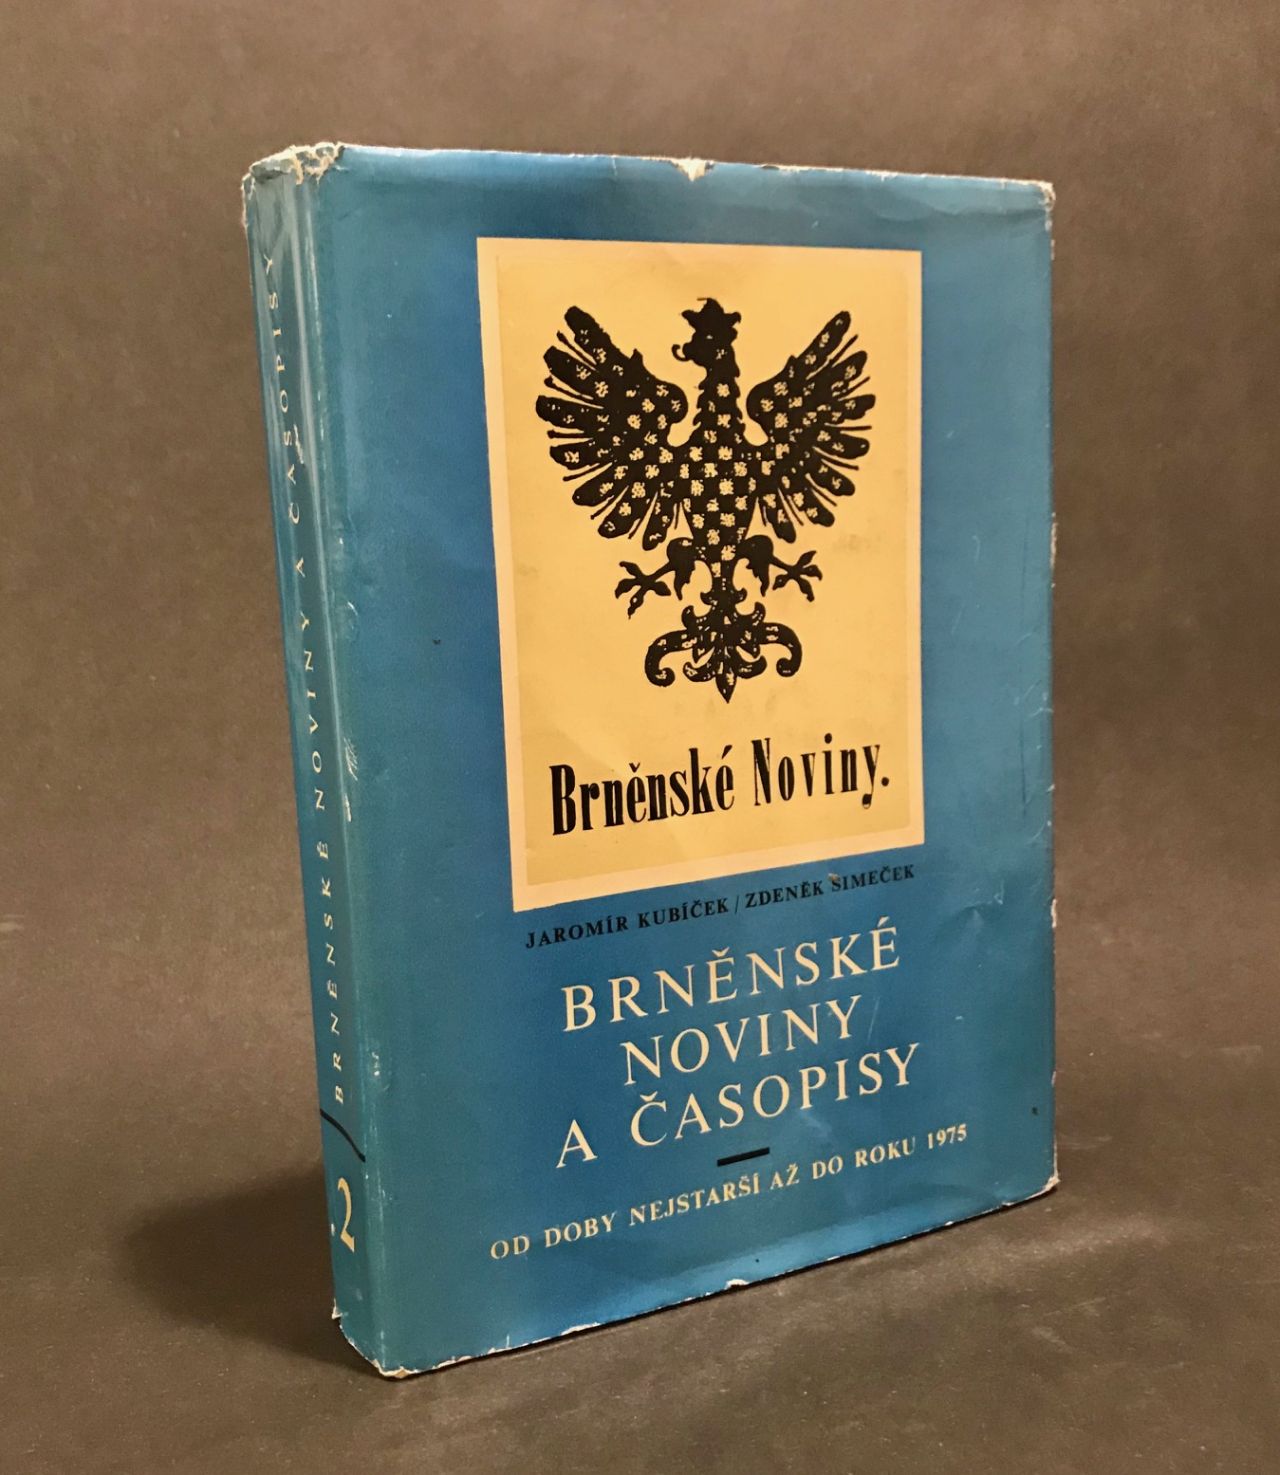 Brněnské Noviny.
JAROMÍR KUBÍČEK / ZDENĚK ŠIMEČEK
BRNĚNSKÉ
NOVINY
A ČASOPISY
OD DOBY NEJSTARŠÍ AŽ DO ROKU 1975
BRNĚNSKÉ NOVINY A ČASOPISY
2